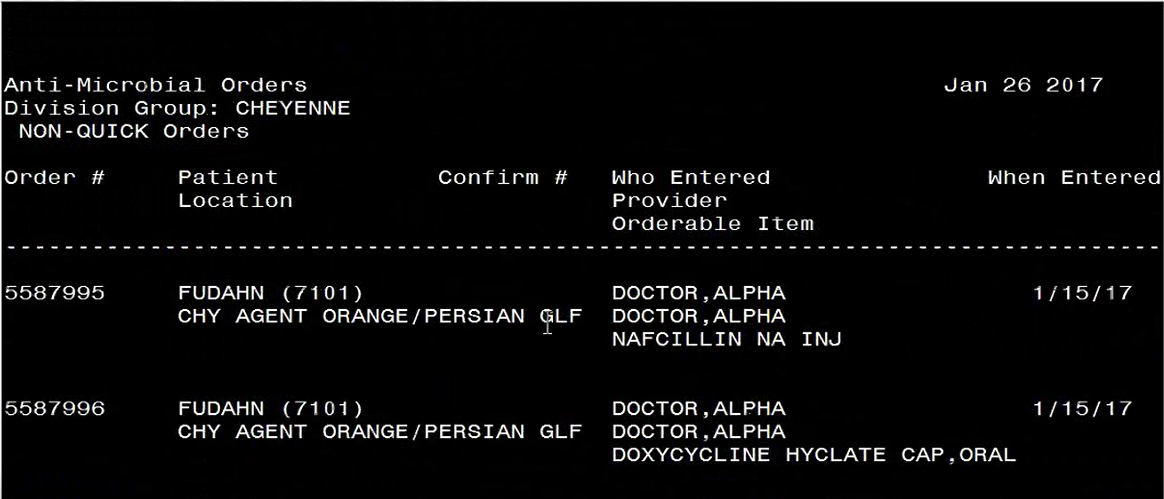 Anti-Microbial Orders Jan 26 2017
Division Group: CHEYENNE
NON-QUICK Orders
Order # Patient Confirm # Who Entered When Entered
Location Provider
Orderable Item
--------------------------------------------------------------------------------
5587995 FUDAHN (7101) DOCTOR,ALPHA 1/15/17
CHY AGENT ORANGE/PERSIAN GLF DOCTOR,ALPHA
NAFCILLIN NA INJ
5587996 FUDAHN (7101) DOCTOR,ALPHA 1/15/17
CHY AGENT ORANGE/PERSIAN GLF DOCTOR,ALPHA
DOXYCYCLINE HYCLATE CAP,ORAL